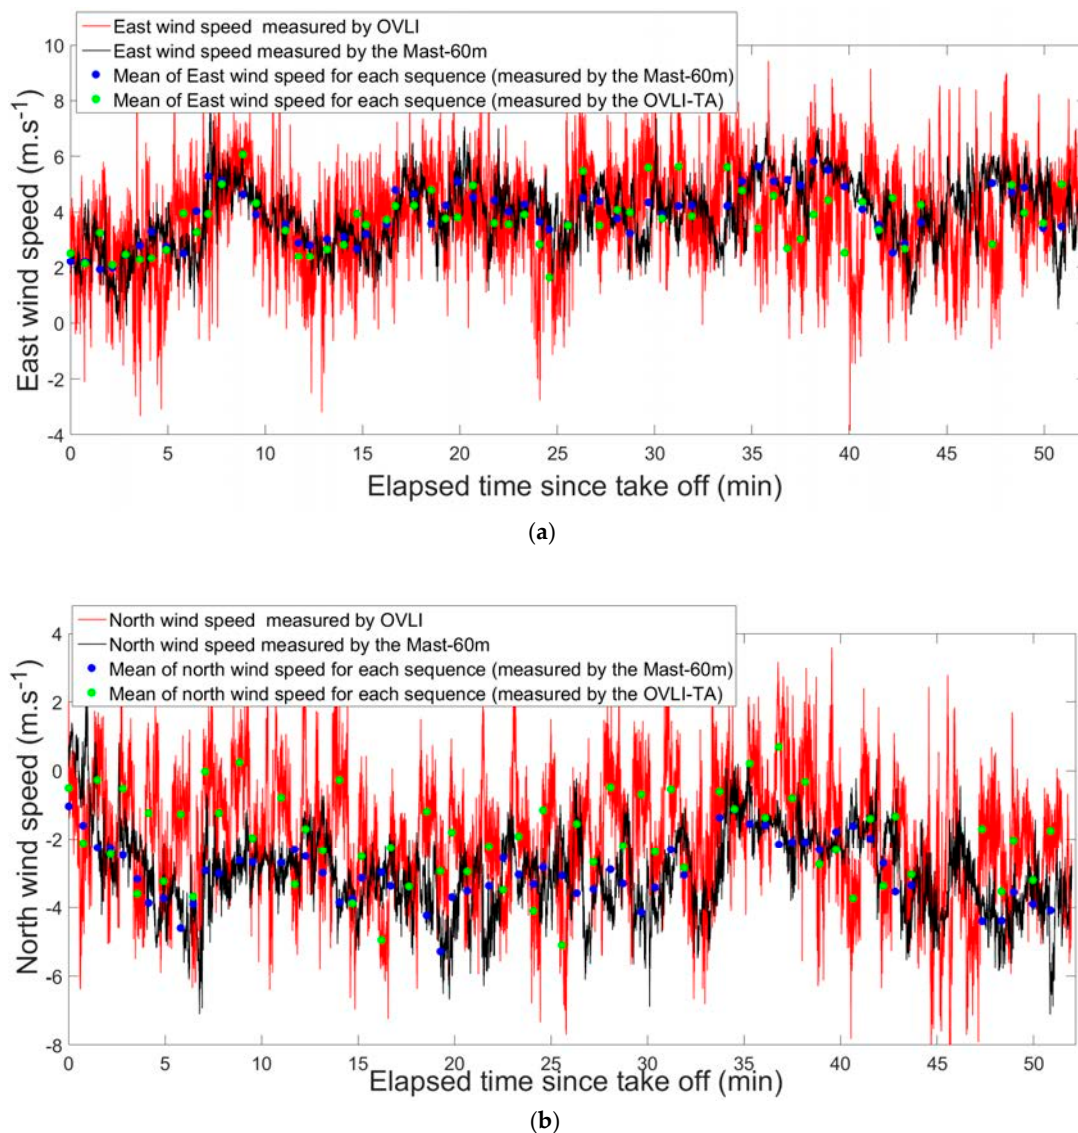 East wind speed  measured by OVLI
East wind speed measured by the Mast-60m
Mean of East wind speed for each sequence (measured by the Mast-60m)
Mean of East wind speed for each sequence (measured by the OVLI-TA)
East wind speed (m.s-1)
10
8
6
4
2
0
-2
-4
0 5 10 15 20 25 30 35 40 45 50
Elapsed time since take off (min)
(a)
North wind speed  measured by OVLI
North wind speed measured by the Mast-60m
Mean of north wind speed for each sequence (measured by the Mast-60m)
Mean of north wind speed for each sequence (measured by the OVLI-TA)
North wind speed (m.s-1)
4
2
0
-2
-4
-6
-8
0 5 10 15 20 25 30 35 40 45 50
Elapsed time since take off (min)
(b)